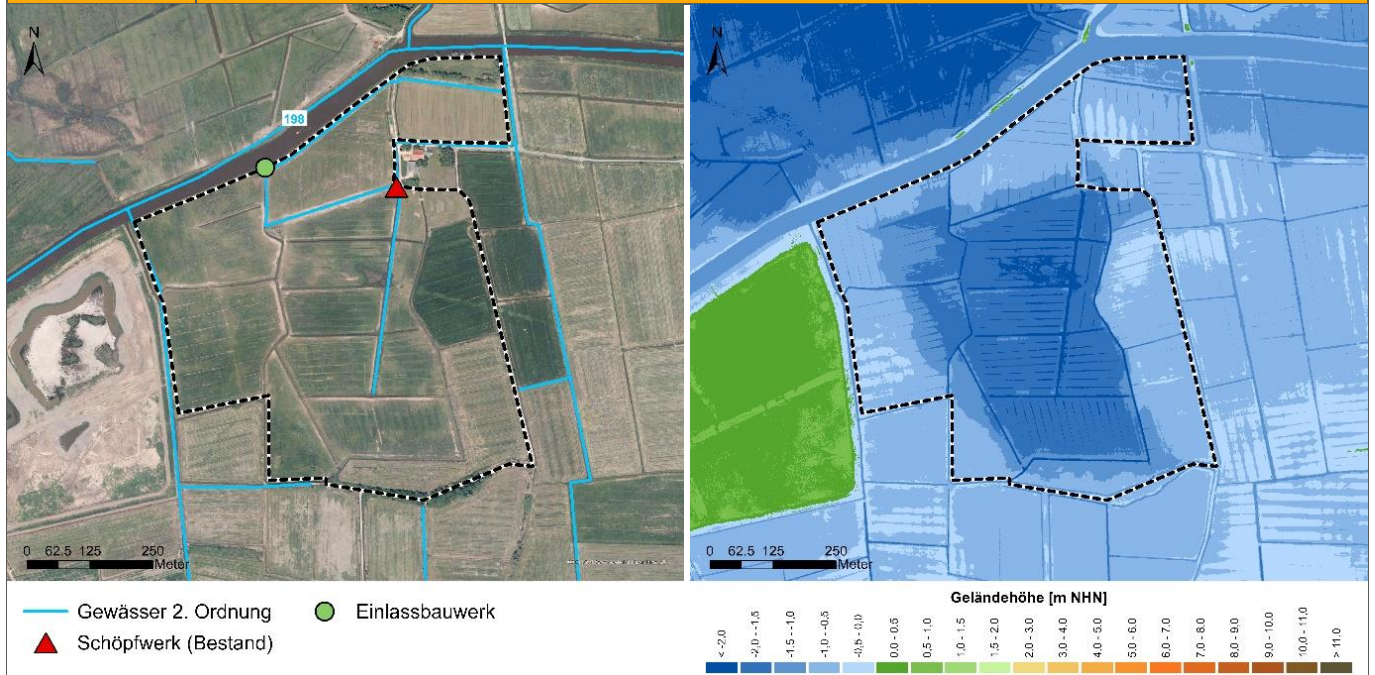 N
198
0 62.5 125 250
Meter
N
0 62.5 125 250
Meter
Gewässer 2. Ordnung
Einlassbauwerk
Schöpfwerk (Bestand)
Geländehöhe [m NHN]
< -2,0
-2,0 - -1,5
-1,5 - -1,0
-1,0 - -0,5
-0,5 - 0,0
0,0 - 0,5
0,5 - 1,0
1,0 - 1,5
1,5 - 2,0
2,0 - 3,0
3,0 - 4,0
4,0 - 5,0
5,0 - 6,0
6,0 - 7,0
7,0 - 8,0
8,0 - 9,0
9,0 - 10,0
10,0 - 11,0
> 11,0